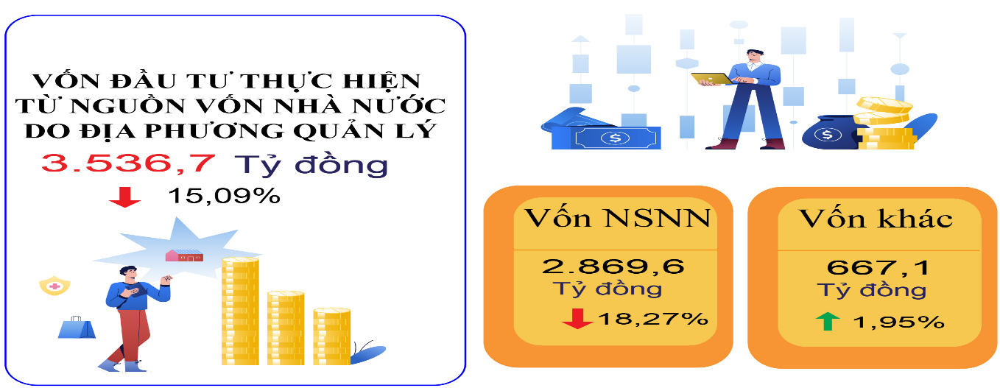 VỐN ĐẦU TƯ THỰC HIỆN
TỪ NGUỒN VỐN NHÀ NƯỚC
DO ĐỊA PHƯƠNG QUẢN LÝ
3.536,7 Tỷ đồng
15,09%
$
$
Vốn NSNN
2.869,6
Tỷ đồng
18,27%
Vốn khác
667,1
Tỷ đồng
1,95%